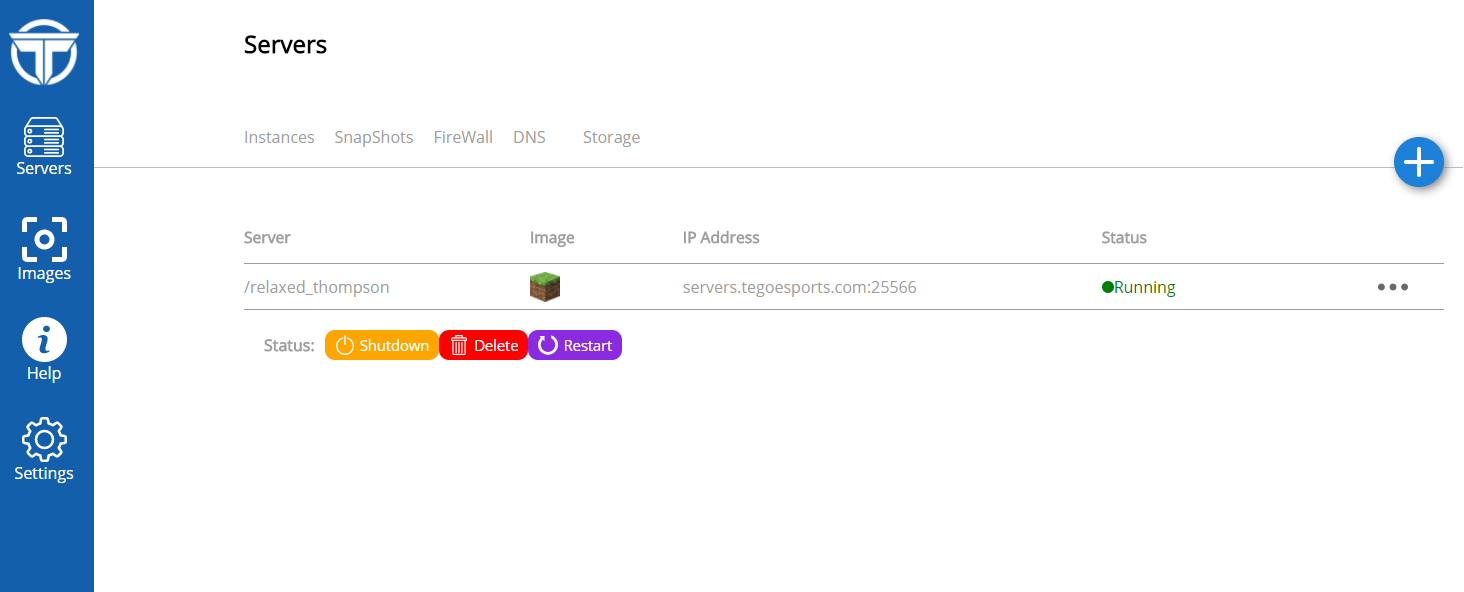 Servers
Instances SnapShots FireWall DNS Storage
Servers
Server Image IP Address Status
Images
/relaxed_thompson servers.tegoesports.com:25566 Running
Status: Shutdown Delete Restart
Help
Settings